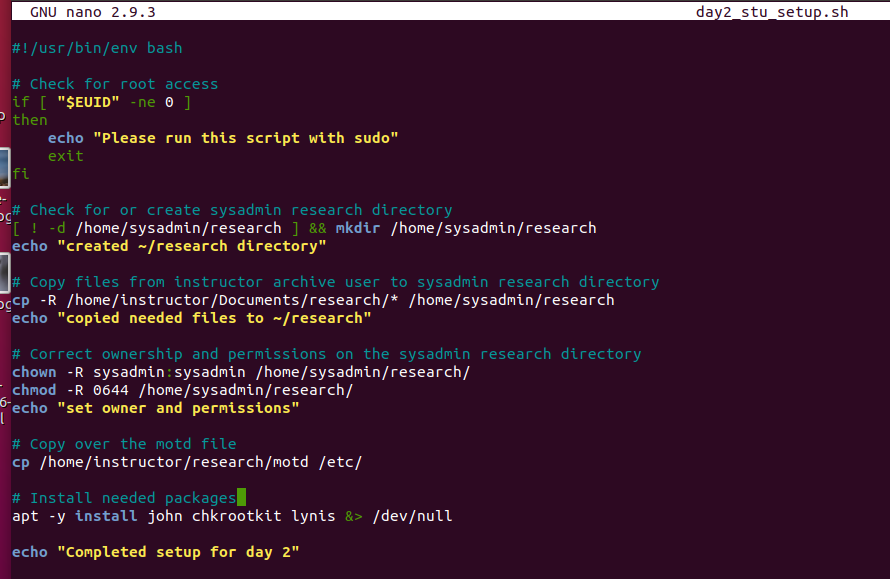 GNU nano 2.9.3 day2_stu_setup.sh
#!/usr/bin/env bash
# Check for root access
if [ "$EUID" -ne 0 ]
then
    echo "Please run this script with sudo"
    exit
fi
# Check for or create sysadmin research directory
[ ! -d /home/sysadmin/research ] && mkdir /home/sysadmin/research
echo "created ~/research directory"
# Copy files from instructor archive user to sysadmin research directory
cp -R /home/instructor/Documents/research/* /home/sysadmin/research
echo "copied needed files to ~/research"
# Correct ownership and permissions on the sysadmin research directory
chown -R sysadmin:sysadmin /home/sysadmin/research/
chmod -R 0644 /home/sysadmin/research/
echo "set owner and permissions"
# Copy over the motd file
cp /home/instructor/research/motd /etc/
# Install needed packages
apt -y install john chkrootkit lynis &> /dev/null
echo "Completed setup for day 2"